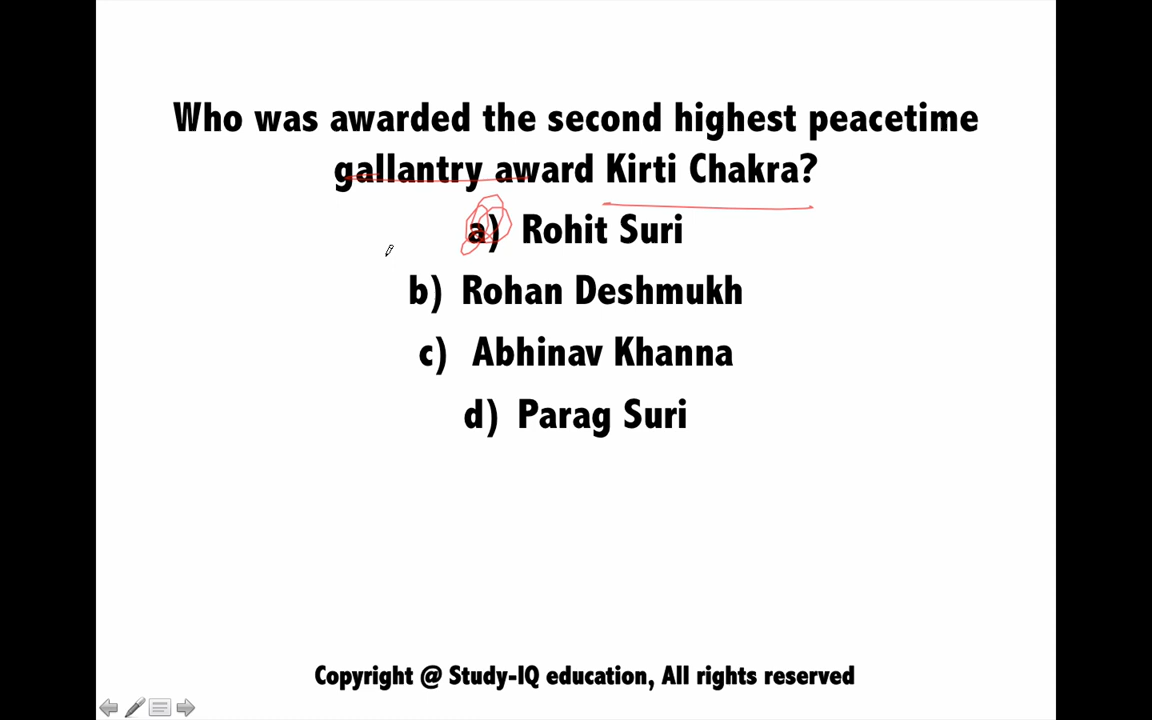 Who was awarded the second highest peacetime
gallantry award Kirti Chakra?
a) Rohit Suri
b) Rohan Deshmukh
c) Abhinav Khanna
d) Parag Suri
Copyright @ Study-IQ education, All rights reserved